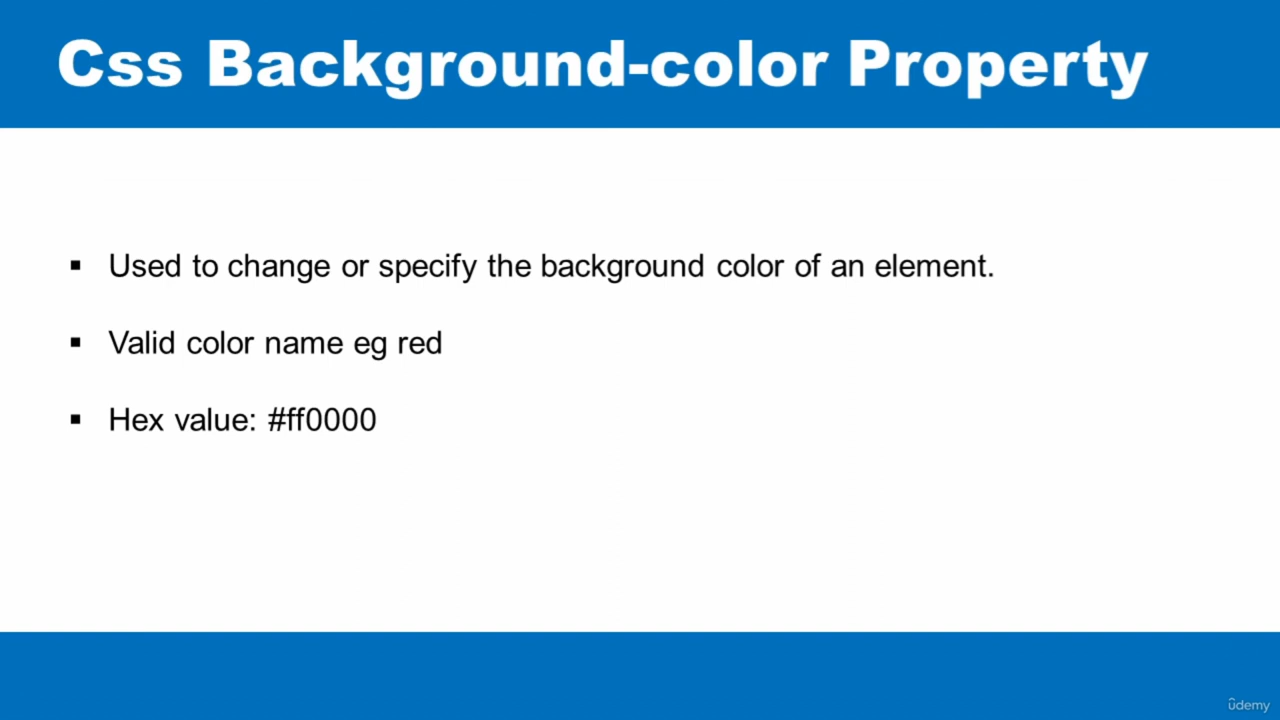 Css Background-color Property
▪ Used to change or specify the background color of an element.
▪ Valid color name eg red
▪ Hex value: #ff0000
ûdemy